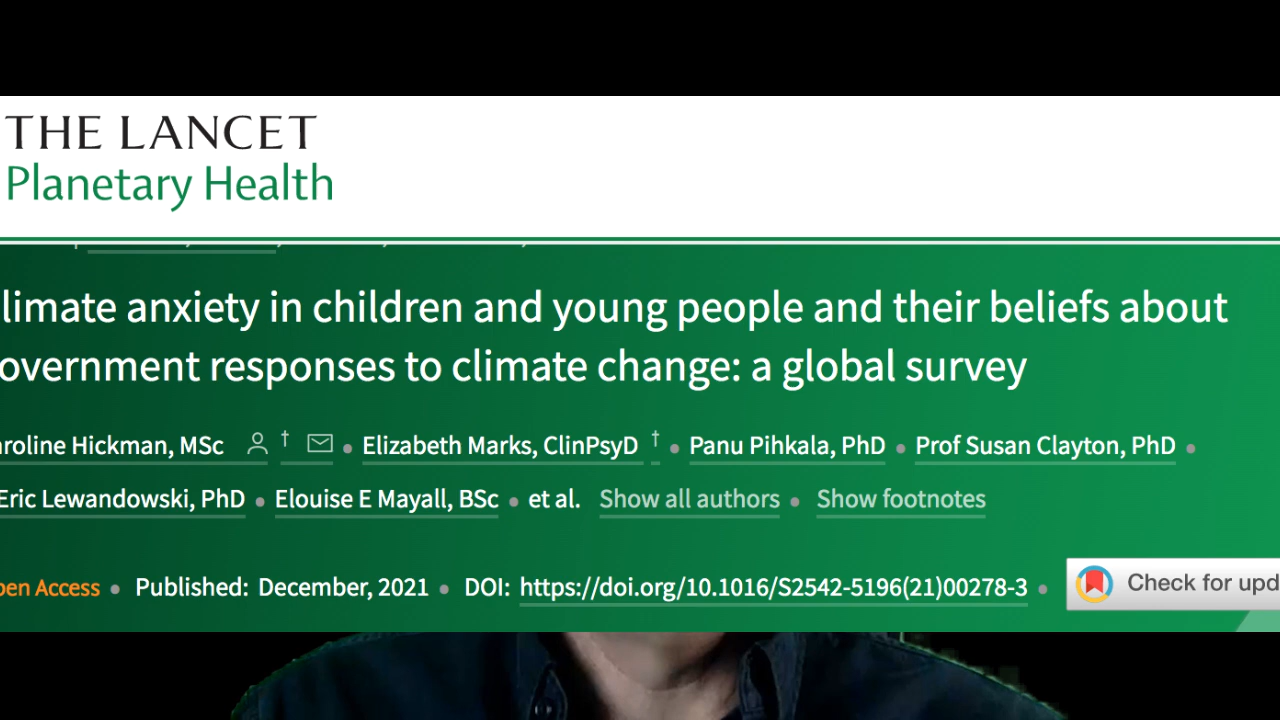 THE LANCET
Planetary Health
limate anxiety in children and young people and their beliefs about
overnment responses to climate change: a global survey
roline Hickman, MSc † • Elizabeth Marks, ClinPsyD † • Panu Pihkala, PhD • Prof Susan Clayton, PhD •
Eric Lewandowski, PhD • Elouise E Mayall, BSc • et al. Show all authors • Show footnotes
pen Access • Published: December, 2021 • DOI: https://doi.org/10.1016/S2542-5196(21)00278-3 •
Check for upd